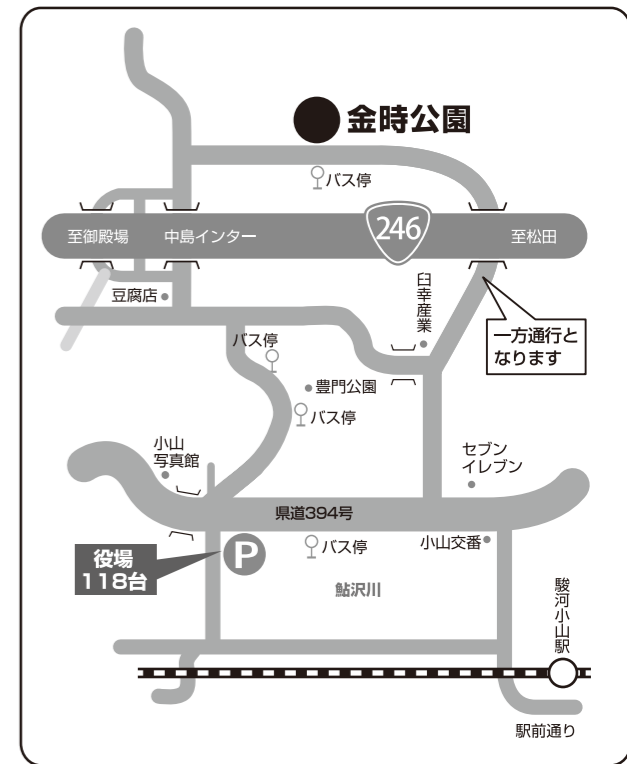 金時公園
バス停
至御殿場
中島インター
246
至松田
豆腐店
臼幸産業
一方通行と
なります
バス停
豊門公園
バス停
小山
写真館
セブン
イレブン
県道394号
役場
118台
P
バス停
小山交番
鮎沢川
駿河小山駅
駅前通り